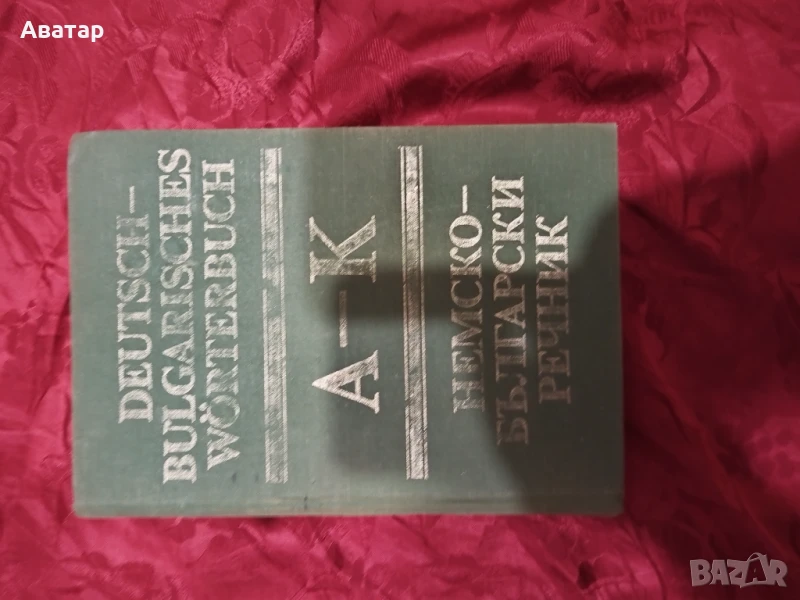 Аватар
DEUTSCH–
BULGARISCHES
WÖRTERBUCH
A–K
НЕМСКО–
БЪЛГАРСКИ
РЕЧНИК
BAZAR